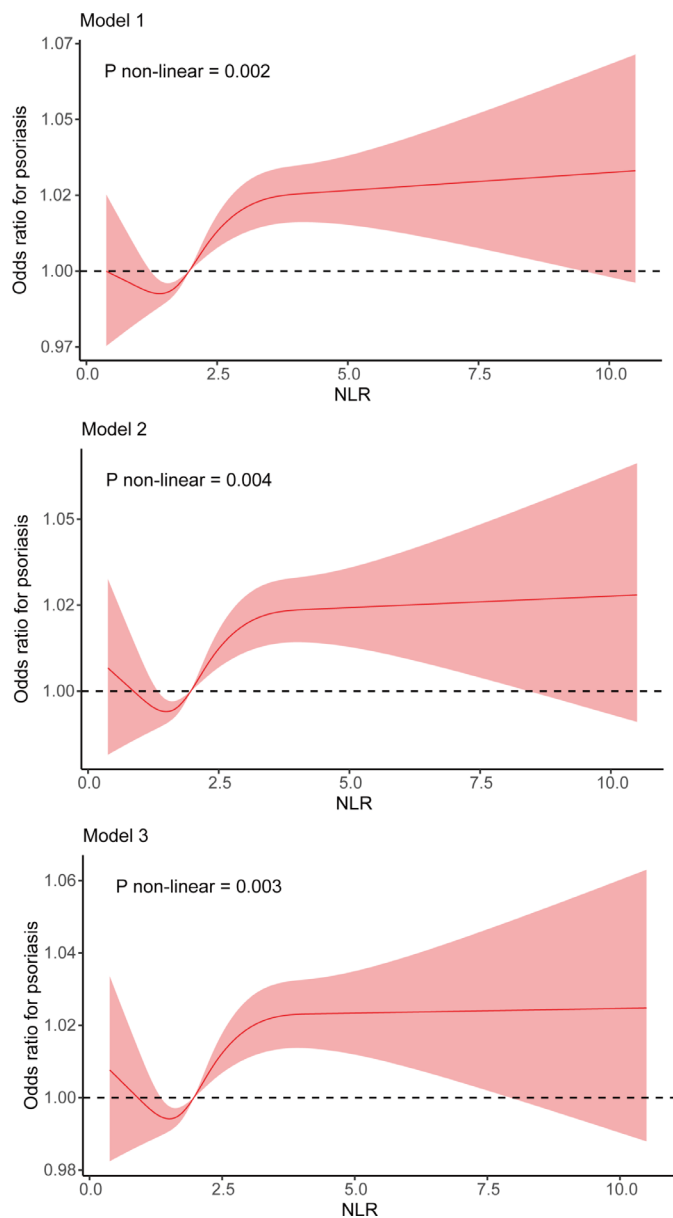 Model 1
P non-linear = 0.002
Odds ratio for psoriasis
1.07
1.05
1.02
1.00
0.97
0.0 2.5 5.0 7.5 10.0
NLR
Model 2
P non-linear = 0.004
Odds ratio for psoriasis
1.05
1.02
1.00
0.0 2.5 5.0 7.5 10.0
NLR
Model 3
P non-linear = 0.003
Odds ratio for psoriasis
1.06
1.04
1.02
1.00
0.98
0.0 2.5 5.0 7.5 10.0
NLR